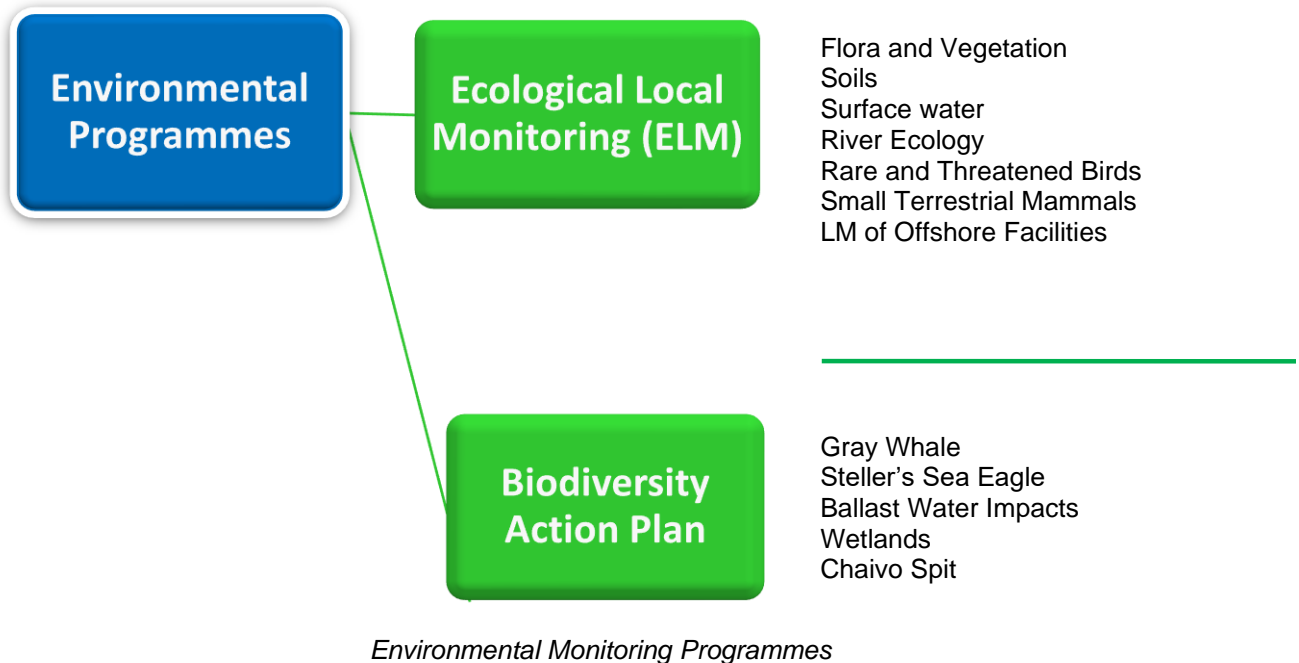 Environmental
Programmes
Ecological Local
Monitoring (ELM)
Flora and Vegetation
Soils
Surface water
River Ecology
Rare and Threatened Birds
Small Terrestrial Mammals
LM of Offshore Facilities
Biodiversity
Action Plan
Gray Whale
Steller’s Sea Eagle
Ballast Water Impacts
Wetlands
Chaivo Spit
Environmental Monitoring Programmes